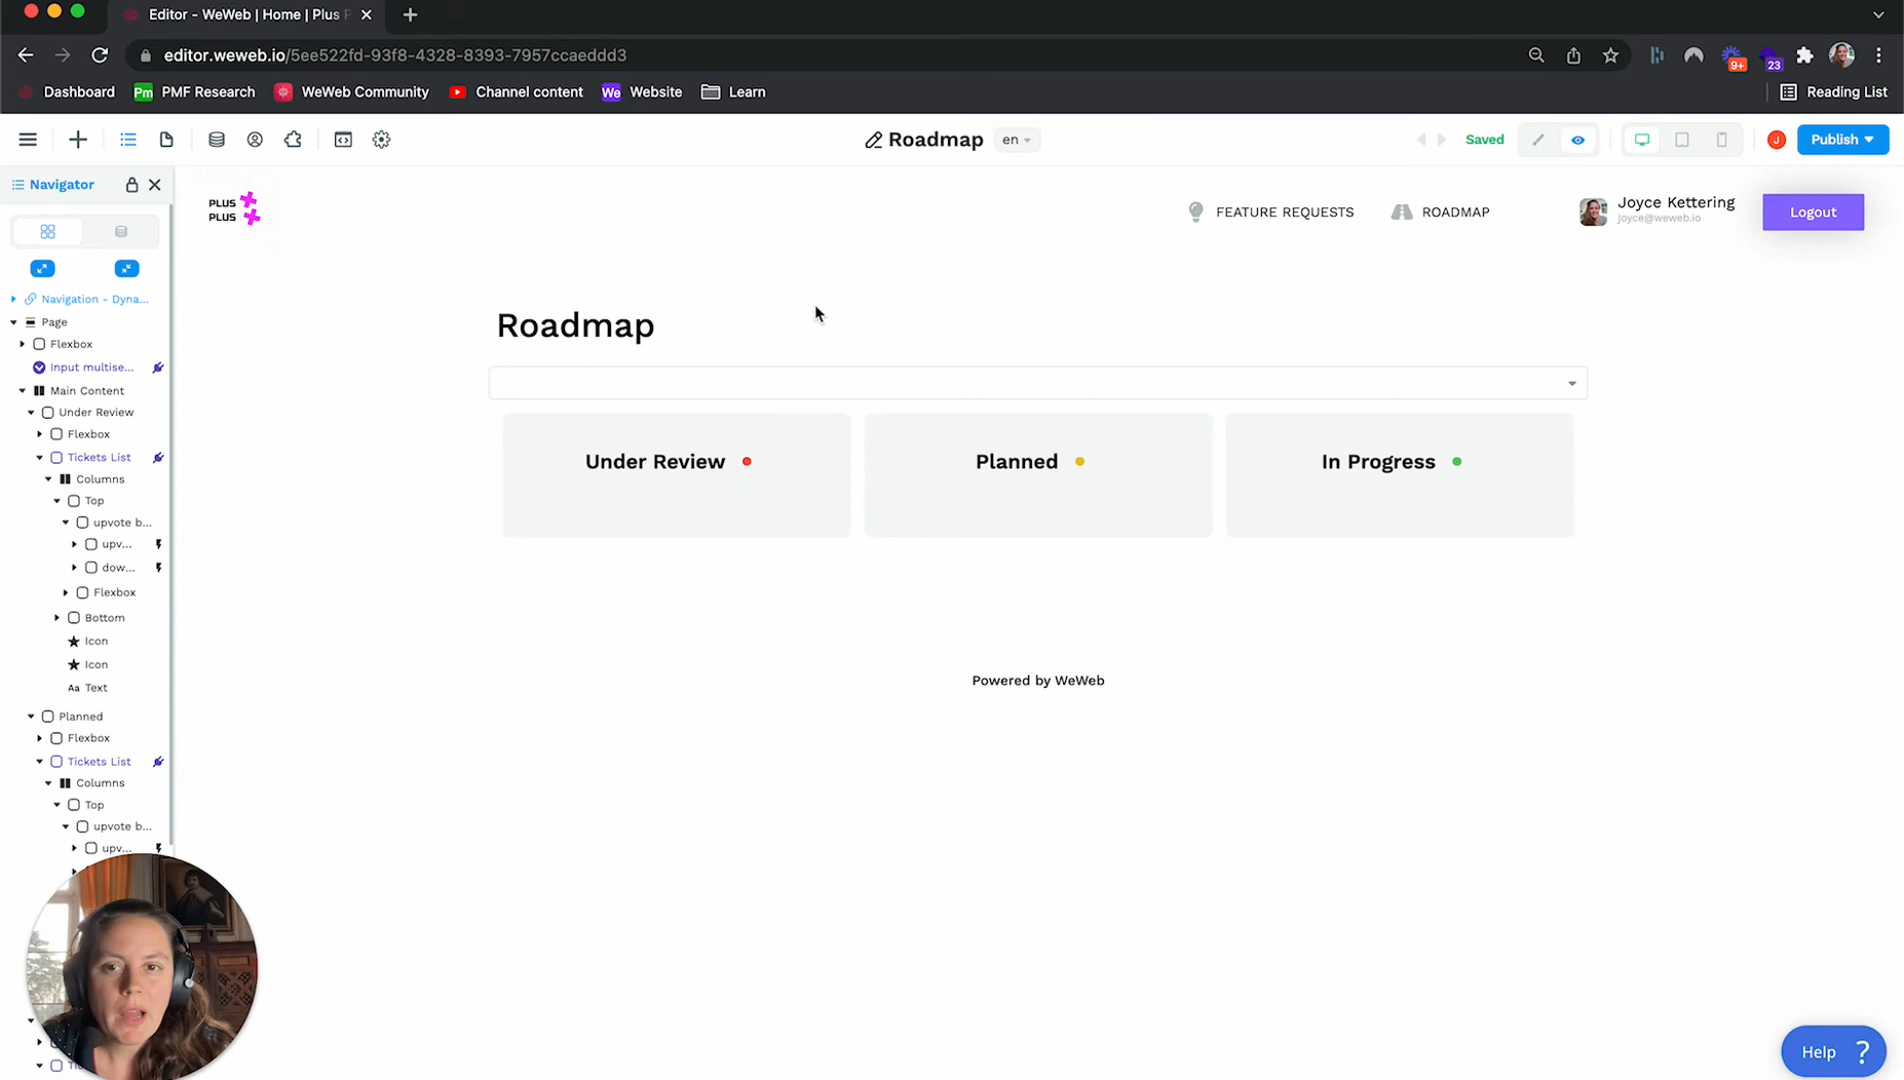 Editor - WeWeb | Home | Plus P
editor.weweb.io/5ee522fd-93f8-4328-8393-7957ccaeddd3
9+
23
Dashboard
Pm PMF Research
WeWeb Community
Channel content
We Website
Learn
Reading List
Roadmap
en
Saved
J
Publish
Navigator
PLUS
PLUS
FEATURE REQUESTS
ROADMAP
Joyce Kettering
joyce@weweb.io
Logout
Navigation - Dyna...
Page
Flexbox
Input multise...
Main Content
Under Review
Flexbox
Tickets List
Columns
Top
upvote b...
upv...
dow...
Flexbox
Bottom
Icon
Icon
Aa Text
Planned
Flexbox
Tickets List
Columns
Top
upvote b...
upv...
Roadmap
Under Review
Planned
In Progress
Powered by WeWeb
Help ?